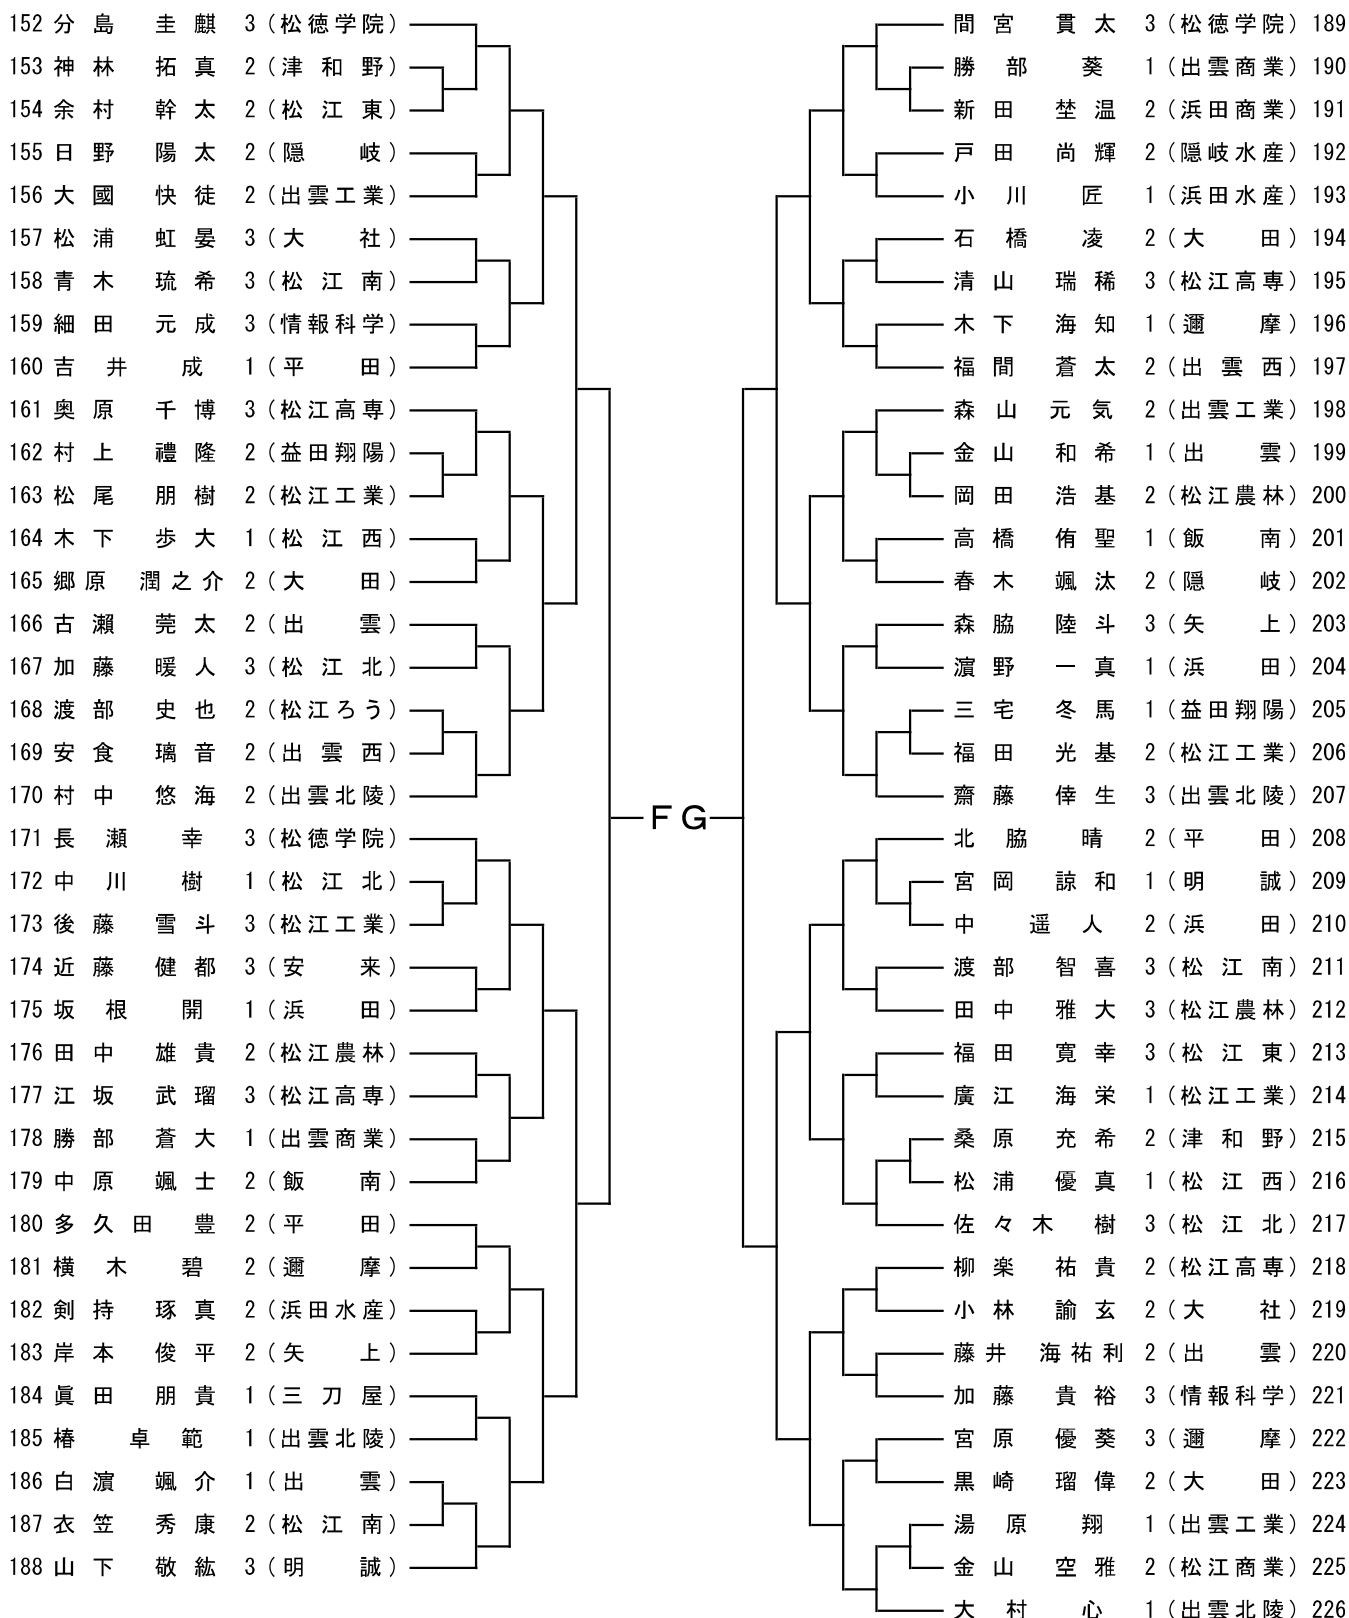 152 分島 圭麒 3 (松徳学院)
153 神林 拓真 2 (津和野)
154 余村 幹太 2 (松江東)
155 日野 陽太 2 (隠岐)
156 大國 快徒 2 (出雲工業)
157 松浦 虹晏 3 (大社)
158 青木 琉希 3 (松江南)
159 細田 元成 3 (情報科学)
160 吉井 成 1 (平田)
161 奥原 千博 3 (松江高専)
162 村上 禮隆 2 (益田翔陽)
163 松尾 朋樹 2 (松江工業)
164 木下 歩大 1 (松江西)
165 郷原 潤之介 2 (大田)
166 古瀨 莞太 2 (出雲)
167 加藤 暖人 3 (松江北)
168 渡部 史也 2 (松江ろう)
169 安食 璃音 2 (出雲西)
170 村中 悠海 2 (出雲北陵)
171 長瀬 幸 3 (松徳学院)
172 中川 樹 1 (松江北)
173 後藤 雪斗 3 (松江工業)
174 近藤 健都 3 (安来)
175 坂根 開 1 (浜田)
176 田中 雄貴 2 (松江農林)
177 江坂 武瑠 3 (松江高専)
178 勝部 蒼大 1 (出雲商業)
179 中原 颯士 2 (飯南)
180 多久田 豊 2 (平田)
181 横木 碧 2 (邇摩)
182 剣持 琢真 2 (浜田水産)
183 岸本 俊平 2 (矢上)
184 眞田 朋貴 1 (三刀屋)
185 椿 卓範 1 (出雲北陵)
186 白濵 颯介 1 (出雲)
187 衣笠 秀康 2 (松江南)
188 山下 敬紘 3 (明誠)
FG
間宮 貫太 3 (松徳学院) 189
勝部 葵 1 (出雲商業) 190
新田 埜温 2 (浜田商業) 191
戸田 尚輝 2 (隠岐水産) 192
小川 匠 1 (浜田水産) 193
石橋 凌 2 (大田) 194
清山 瑞稀 3 (松江高専) 195
木下 海知 1 (邇摩) 196
福間 蒼太 2 (出雲西) 197
森山 元気 2 (出雲工業) 198
金山 和希 1 (出雲) 199
岡田 浩基 2 (松江農林) 200
高橋 侑聖 1 (飯南) 201
春木 颯汰 2 (隠岐) 202
森脇 陸斗 3 (矢上) 203
濵野 一真 1 (浜田) 204
三宅 冬馬 1 (益田翔陽) 205
福田 光基 2 (松江工業) 206
齋藤 倖生 3 (出雲北陵) 207
北脇 晴 2 (平田) 208
宮岡 諒和 1 (明誠) 209
中 遥人 2 (浜田) 210
渡部 智喜 3 (松江南) 211
田中 雅大 3 (松江農林) 212
福田 寛幸 3 (松江東) 213
廣江 海栄 1 (松江工業) 214
桑原 充希 2 (津和野) 215
松浦 優真 1 (松江西) 216
佐々木 樹 3 (松江北) 217
柳楽 祐貴 2 (松江高専) 218
小林 諭玄 2 (大社) 219
藤井 海祐利 2 (出雲) 220
加藤 貴裕 3 (情報科学) 221
宮原 優葵 3 (邇摩) 222
黒崎 瑠偉 2 (大田) 223
湯原 翔 1 (出雲工業) 224
金山 空雅 2 (松江商業) 225
大村 心 1 (出雲北陵) 226